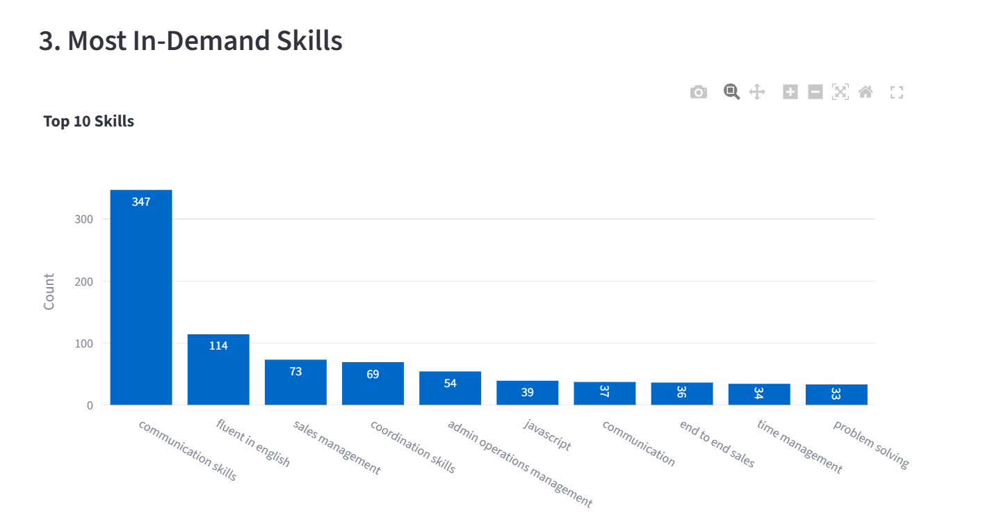 3. Most In-Demand Skills
Top 10 Skills
Count
300
200
100
0
347
114
73
69
54
39
37
36
34
33
communication skills
fluent in english
sales management
coordination skills
admin operations management
javascript
communication
end to end sales
time management
problem solving